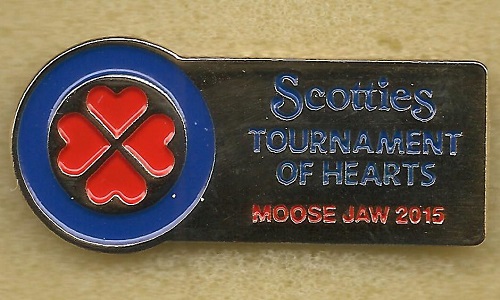 Scotties
TOURNAMENT
OF HEARTS
MOOSE JAW 2015